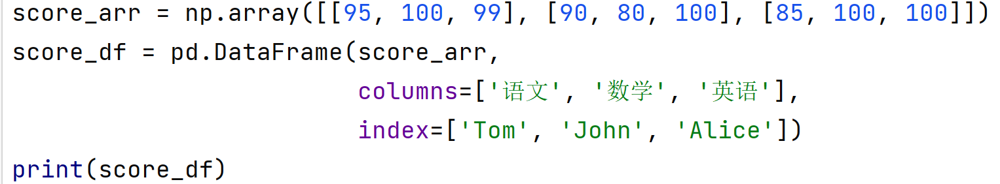 score_arr = np.array([[95, 100, 99], [90, 80, 100], [85, 100, 100]])
score_df = pd.DataFrame(score_arr,
columns=['语文', '数学', '英语'],
index=['Tom', 'John', 'Alice'])
print(score_df)